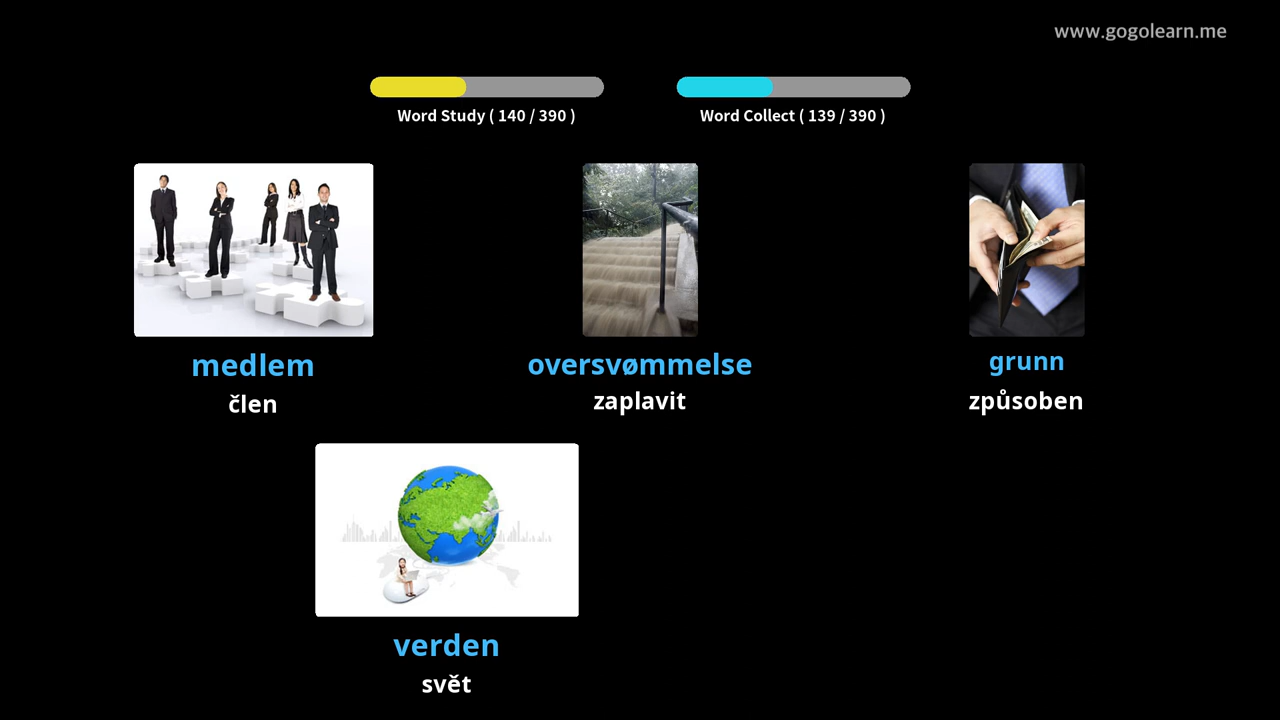 www.gogolearn.me
Word Study ( 140 / 390 )
Word Collect ( 139 / 390 )
medlem
člen
oversvømmelse
zaplavit
grunn
způsoben
verden
svět